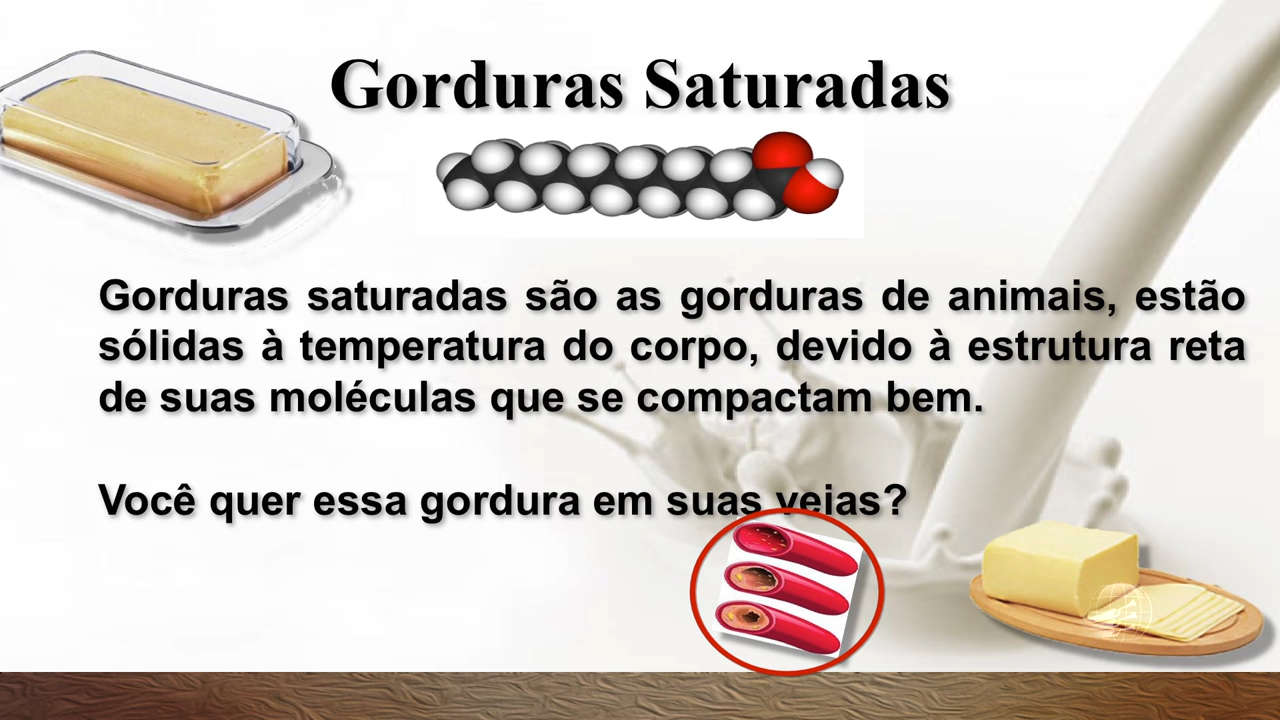 Gorduras Saturadas
Gorduras saturadas são as gorduras de animais, estão
sólidas à temperatura do corpo, devido à estrutura reta
de suas moléculas que se compactam bem.
Você quer essa gordura em suas veias?